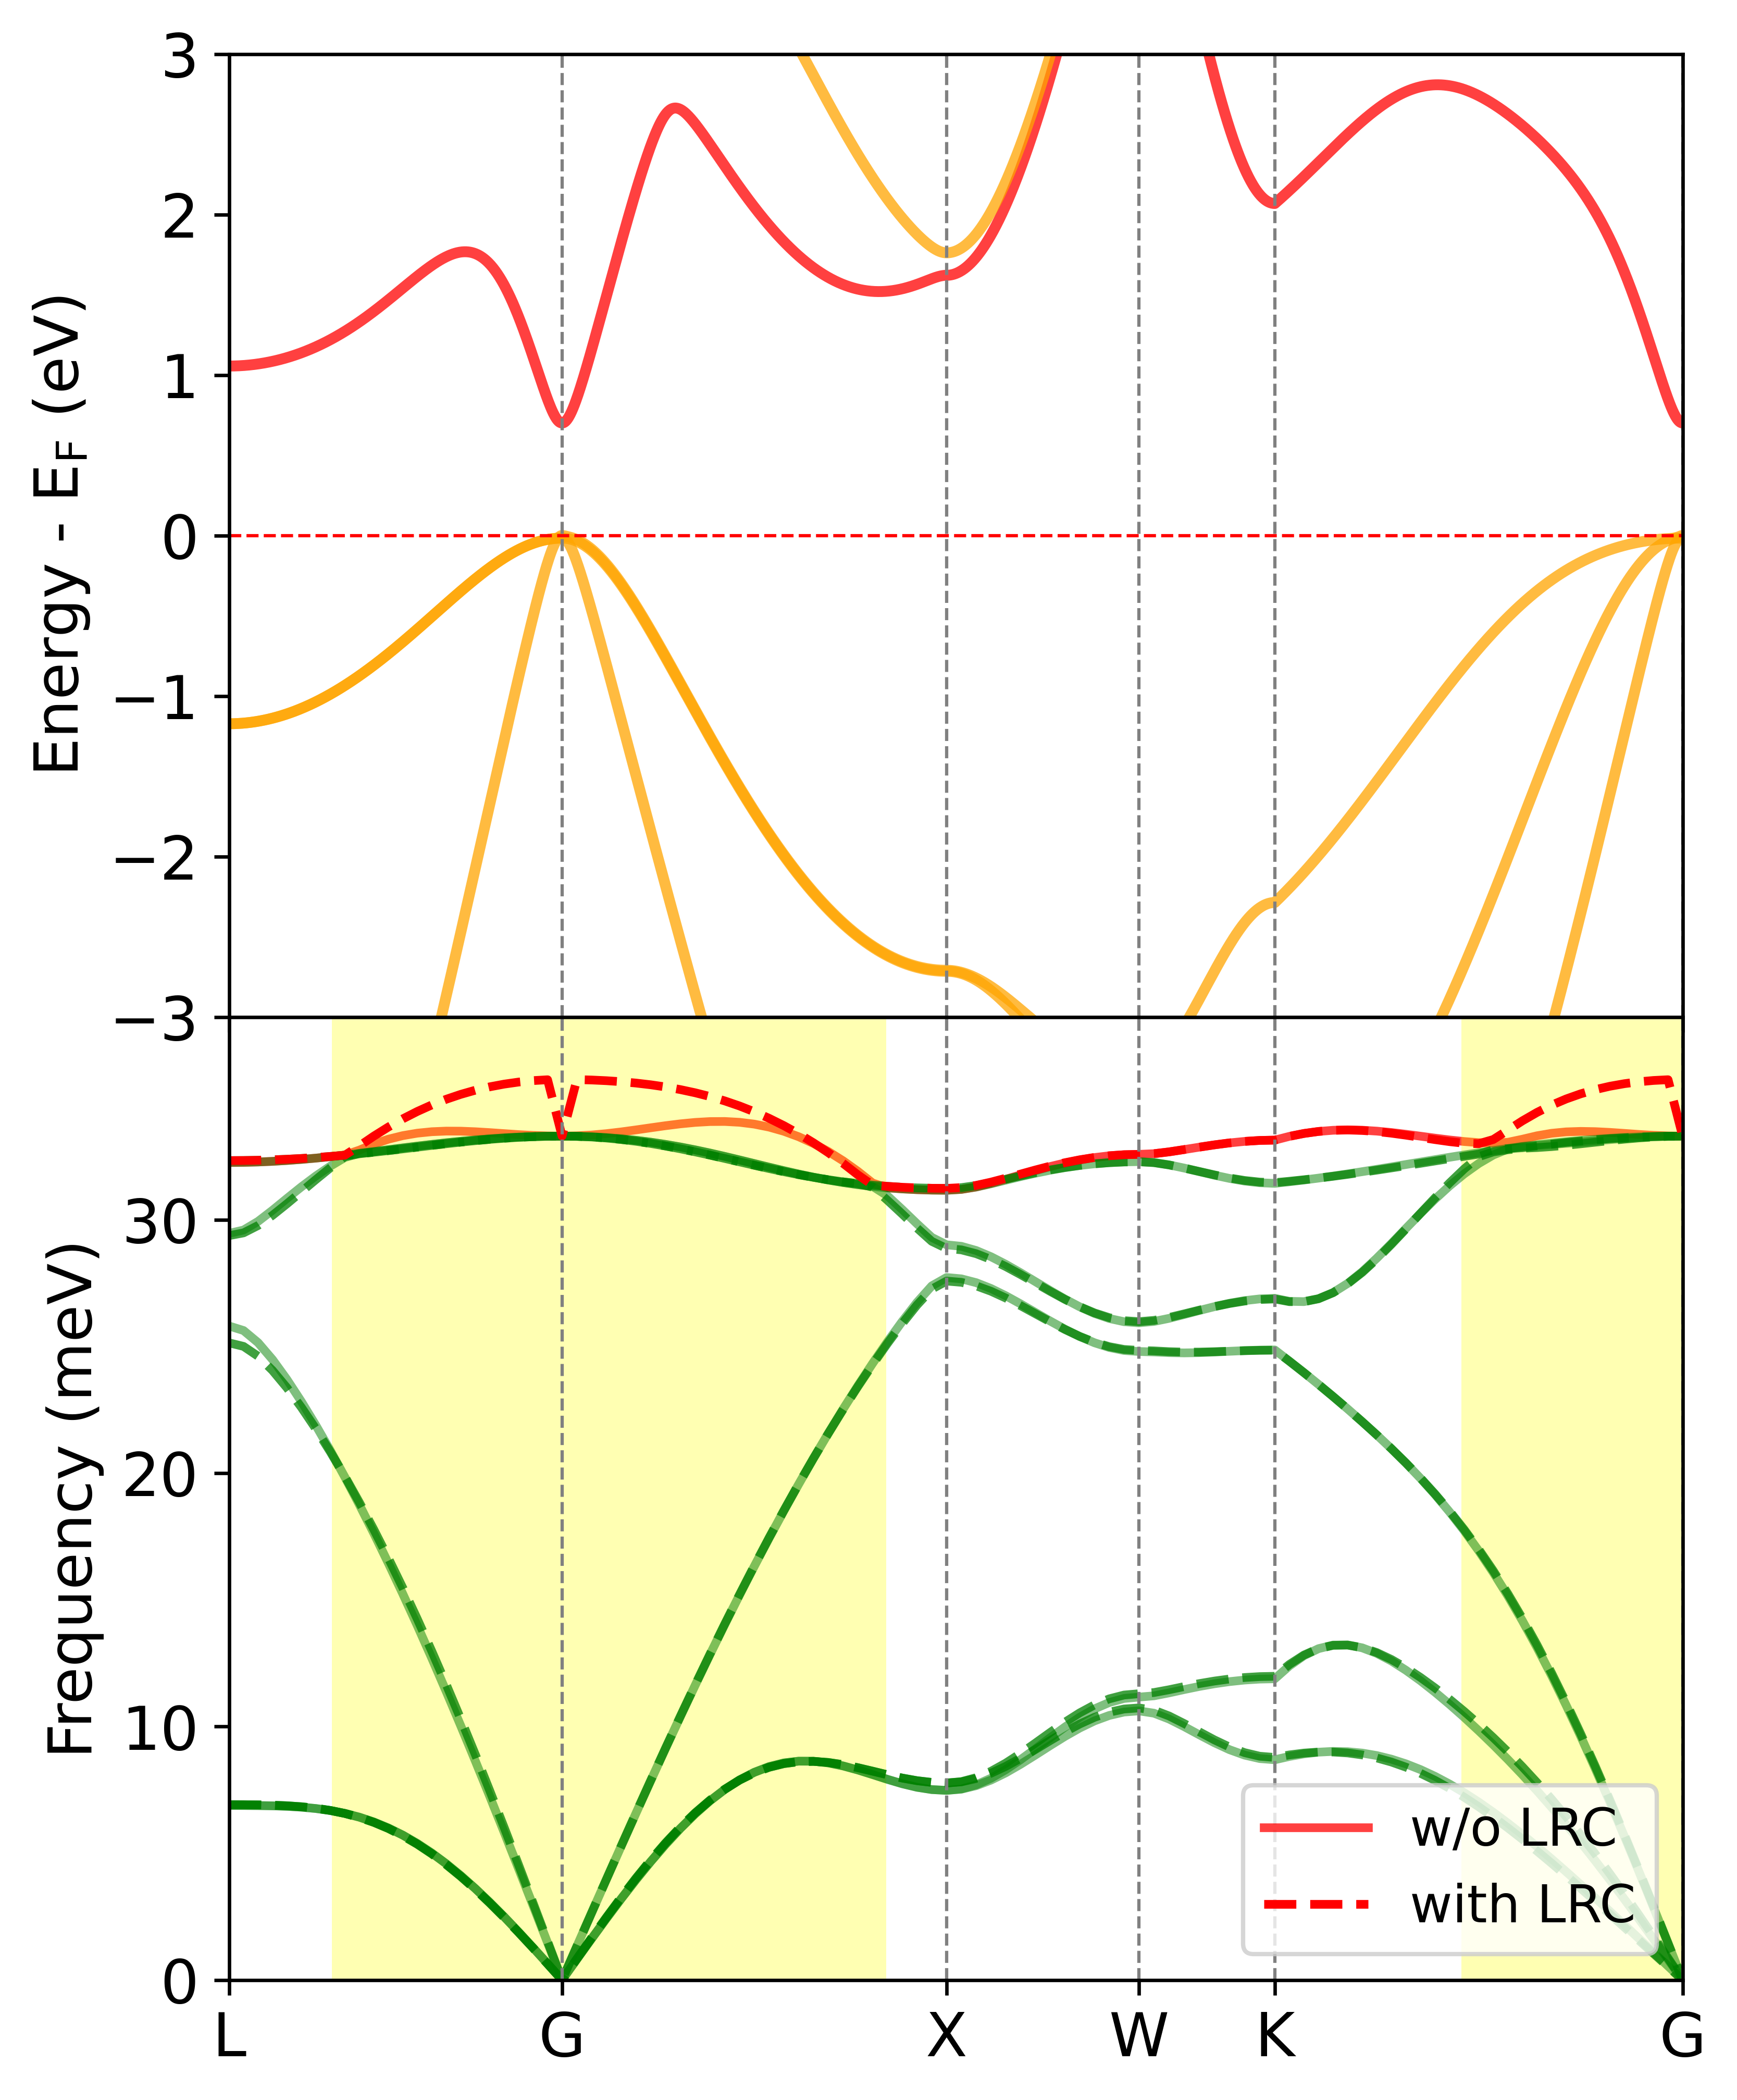 3
2
1
0
−1
−2
−3
Energy - E_F (eV)
30
20
10
0
Frequency (meV)
w/o LRC
with LRC
L G X W K G